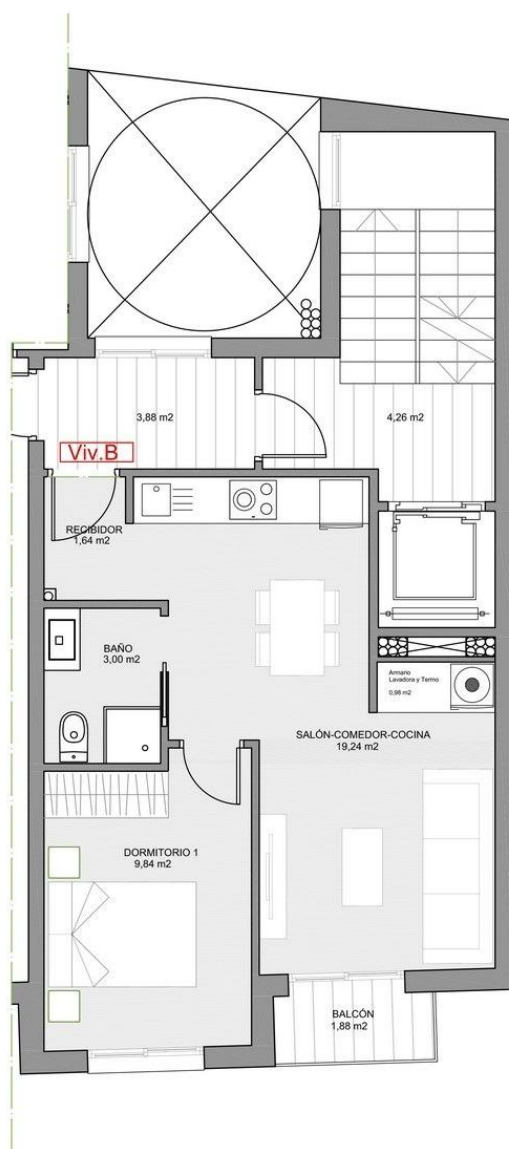 3,88 m2
4,26 m2
Viv.B
RECIBIDOR
1,64 m2
BAÑO
3,00 m2
Armario
Lavadora y Termo
0,98 m2
SALÓN-COMEDOR-COCINA
19,24 m2
DORMITORIO 1
9,84 m2
BALCÓN
1,88 m2